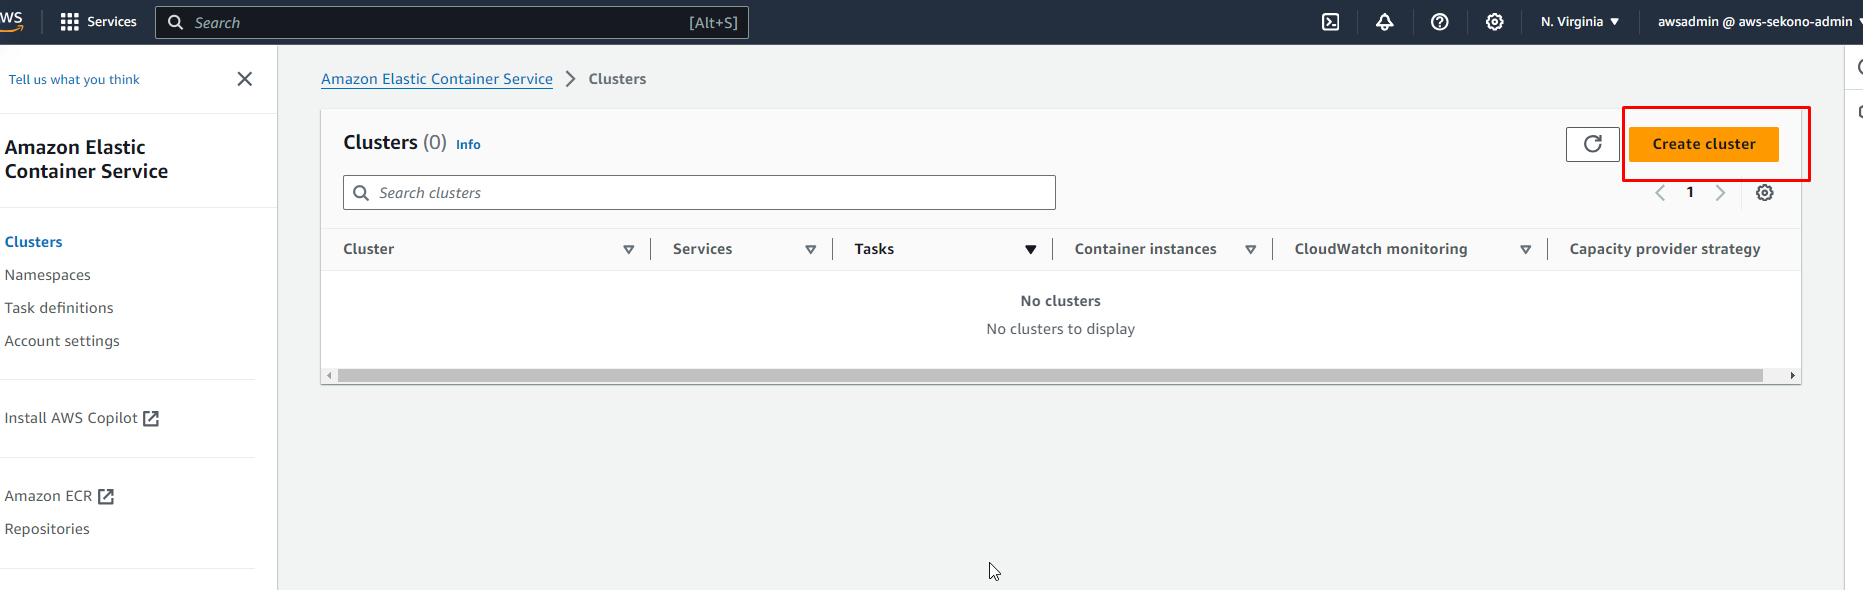 WS
Services
Search
[Alt+S]
N. Virginia
awsadmin @ aws-sekono-admin
Tell us what you think
Amazon Elastic
Container Service
Clusters
Namespaces
Task definitions
Account settings
Install AWS Copilot
Amazon ECR
Repositories
Amazon Elastic Container Service
Clusters
Clusters (0) Info
Create cluster
Search clusters
1
Cluster
Services
Tasks
Container instances
CloudWatch monitoring
Capacity provider strategy
No clusters
No clusters to display